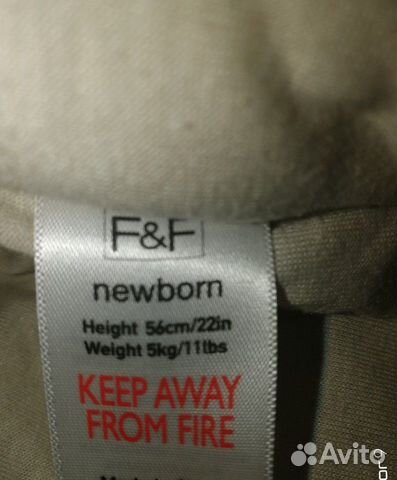 F&F
newborn
Height 56cm/22in
Weight 5kg/11lbs
KEEP AWAY
FROM FIRE
Avito